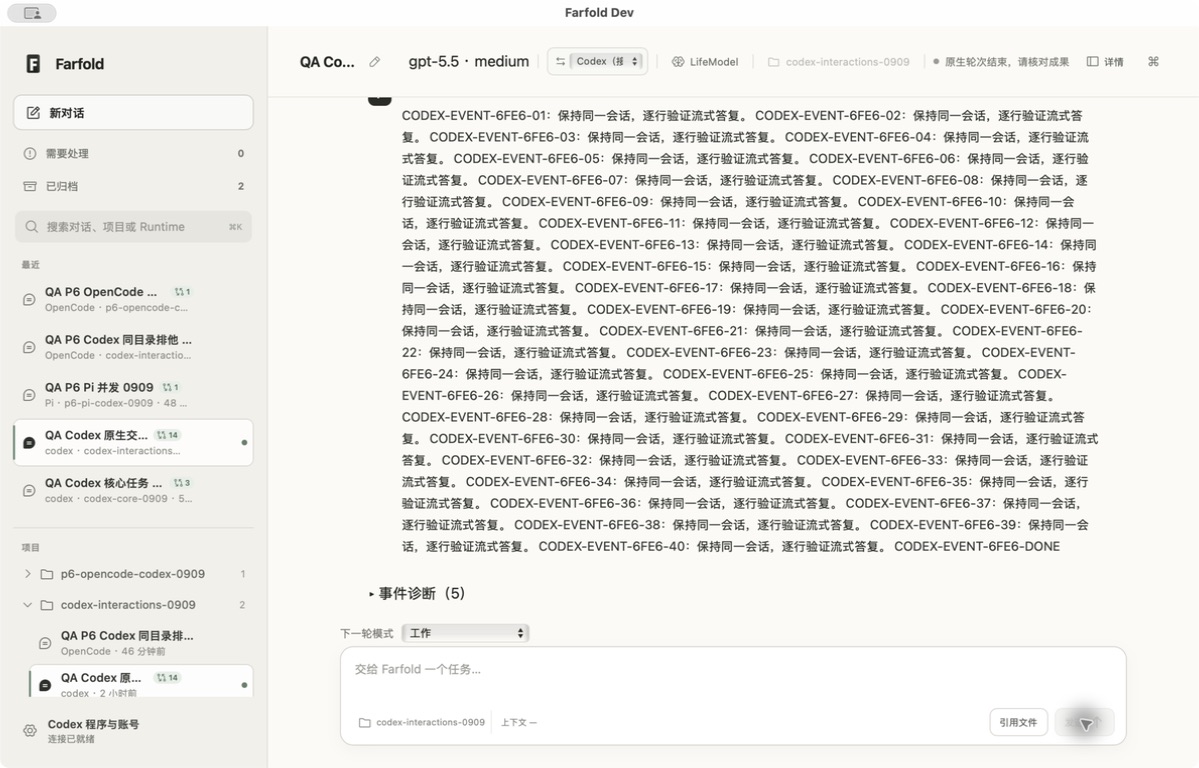 Farfold Dev
Farfold
新对话
需要处理 0
已归档 2
搜索对话、项目或 Runtime ⌘K
最近
QA P6 OpenCode ... 1
OpenCode · p6-opencode-c...
QA P6 Codex 同目录排他 ...
OpenCode · codex-interactio...
QA P6 Pi 并发 0909 1
Pi · p6-pi-codex-0909 · 48 ...
QA Codex 原生交... 14
codex · codex-interactions...
QA Codex 核心任务 ... 3
codex · codex-core-0909 · 5...
项目
p6-opencode-codex-0909 1
codex-interactions-0909 2
QA P6 Codex 同目录排...
OpenCode · 46 分钟前
QA Codex 原... 14
codex · 2 小时前
Codex 程序与账号
连接已就绪
QA Co... gpt-5.5 · medium Codex LifeModel codex-interactions-0909 原生轮次结束，请核对成果 详情 ⌘
CODEX-EVENT-6FE6-01：保持同一会话，逐行验证流式答复。 CODEX-EVENT-6FE6-02：保持同一会话，逐行验证流式答
复。 CODEX-EVENT-6FE6-03：保持同一会话，逐行验证流式答复。 CODEX-EVENT-6FE6-04：保持同一会话，逐行验证流
式答复。 CODEX-EVENT-6FE6-05：保持同一会话，逐行验证流式答复。 CODEX-EVENT-6FE6-06：保持同一会话，逐行验
证流式答复。 CODEX-EVENT-6FE6-07：保持同一会话，逐行验证流式答复。 CODEX-EVENT-6FE6-08：保持同一会话，逐
行验证流式答复。 CODEX-EVENT-6FE6-09：保持同一会话，逐行验证流式答复。 CODEX-EVENT-6FE6-10：保持同一会
话，逐行验证流式答复。 CODEX-EVENT-6FE6-11：保持同一会话，逐行验证流式答复。 CODEX-EVENT-6FE6-12：保持同一
会话，逐行验证流式答复。 CODEX-EVENT-6FE6-13：保持同一会话，逐行验证流式答复。 CODEX-EVENT-6FE6-14：保持同
一会话，逐行验证流式答复。 CODEX-EVENT-6FE6-15：保持同一会话，逐行验证流式答复。 CODEX-EVENT-6FE6-16：保持
同一会话，逐行验证流式答复。 CODEX-EVENT-6FE6-17：保持同一会话，逐行验证流式答复。 CODEX-EVENT-6FE6-18：保
持同一会话，逐行验证流式答复。 CODEX-EVENT-6FE6-19：保持同一会话，逐行验证流式答复。 CODEX-EVENT-6FE6-20：
保持同一会话，逐行验证流式答复。 CODEX-EVENT-6FE6-21：保持同一会话，逐行验证流式答复。 CODEX-EVENT-6FE6-
22：保持同一会话，逐行验证流式答复。 CODEX-EVENT-6FE6-23：保持同一会话，逐行验证流式答复。 CODEX-EVENT-
6FE6-24：保持同一会话，逐行验证流式答复。 CODEX-EVENT-6FE6-25：保持同一会话，逐行验证流式答复。 CODEX-
EVENT-6FE6-26：保持同一会话，逐行验证流式答复。 CODEX-EVENT-6FE6-27：保持同一会话，逐行验证流式答复。
CODEX-EVENT-6FE6-28：保持同一会话，逐行验证流式答复。 CODEX-EVENT-6FE6-29：保持同一会话，逐行验证流式答
复。 CODEX-EVENT-6FE6-30：保持同一会话，逐行验证流式答复。 CODEX-EVENT-6FE6-31：保持同一会话，逐行验证流式
答复。 CODEX-EVENT-6FE6-32：保持同一会话，逐行验证流式答复。 CODEX-EVENT-6FE6-33：保持同一会话，逐行验证
流式答复。 CODEX-EVENT-6FE6-34：保持同一会话，逐行验证流式答复。 CODEX-EVENT-6FE6-35：保持同一会话，逐行
验证流式答复。 CODEX-EVENT-6FE6-36：保持同一会话，逐行验证流式答复。 CODEX-EVENT-6FE6-37：保持同一会话，
逐行验证流式答复。 CODEX-EVENT-6FE6-38：保持同一会话，逐行验证流式答复。 CODEX-EVENT-6FE6-39：保持同一会
话，逐行验证流式答复。 CODEX-EVENT-6FE6-40：保持同一会话，逐行验证流式答复。 CODEX-EVENT-6FE6-DONE
▸ 事件诊断（5）
下一轮模式 工作
交给 Farfold 一个任务...
codex-interactions-0909 上下文 — 引用文件